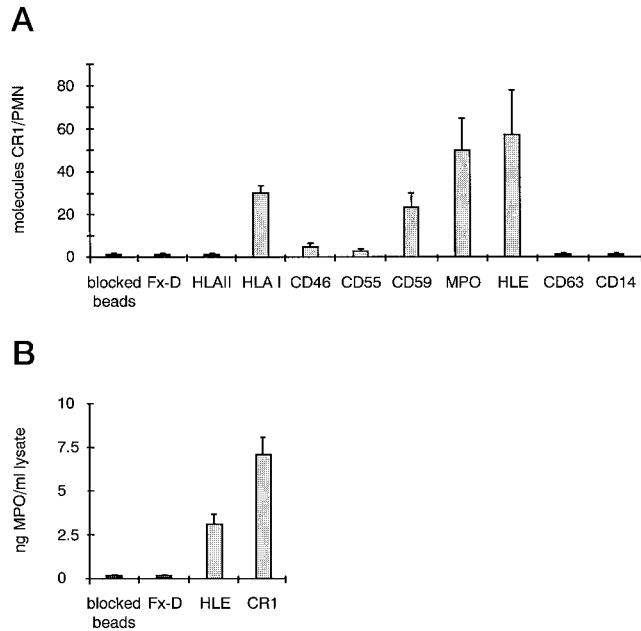 A
molecules CR1/PMN
80
60
40
20
0
blocked beads Fx-D HLAII HLA I CD46 CD55 CD59 MPO HLE CD63 CD14
B
ng MPO/ml lysate
10
7.5
5
2.5
0
blocked beads Fx-D HLE CR1